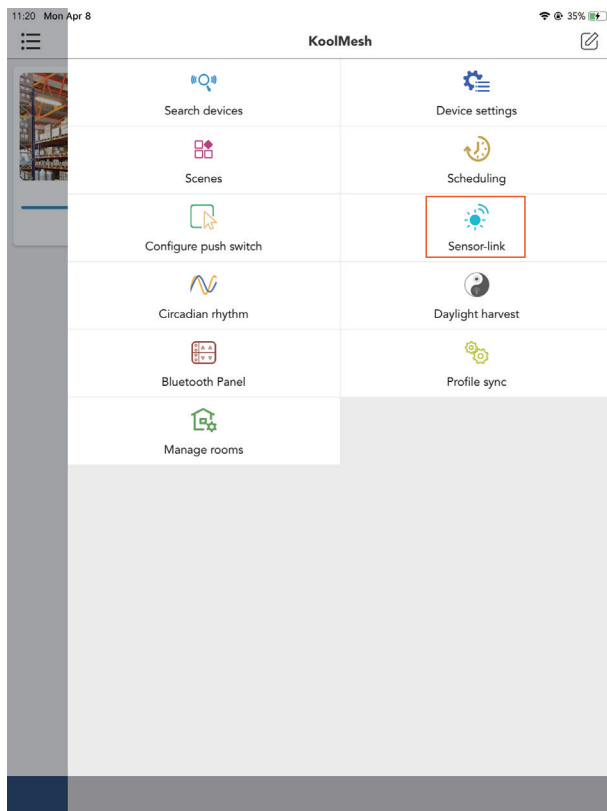 11:20 Mon Apr 8 35%
KoolMesh
Search devices Device settings
Scenes Scheduling
Configure push switch Sensor-link
Circadian rhythm Daylight harvest
Bluetooth Panel Profile sync
Manage rooms